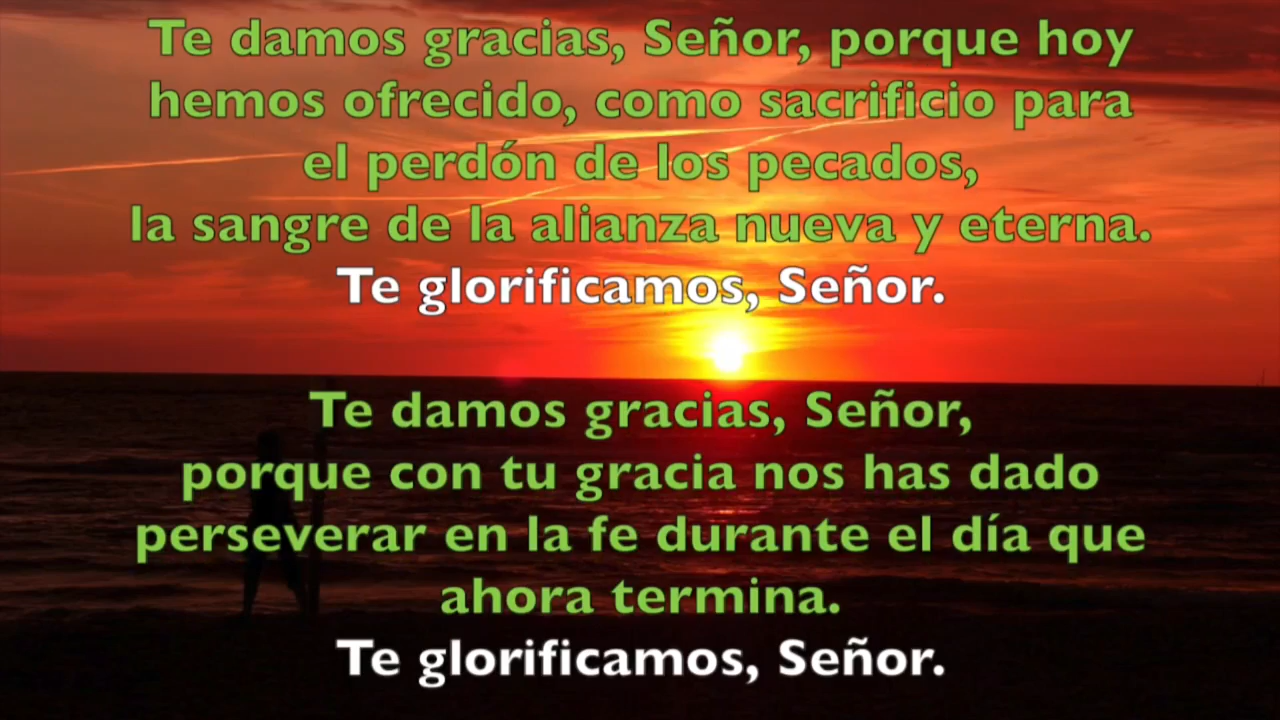 Te damos gracias, Señor, porque hoy
hemos ofrecido, como sacrificio para
el perdón de los pecados,
la sangre de la alianza nueva y eterna.
Te glorificamos, Señor.
Te damos gracias, Señor,
porque con tu gracia nos has dado
perseverar en la fe durante el día que
ahora termina.
Te glorificamos, Señor.